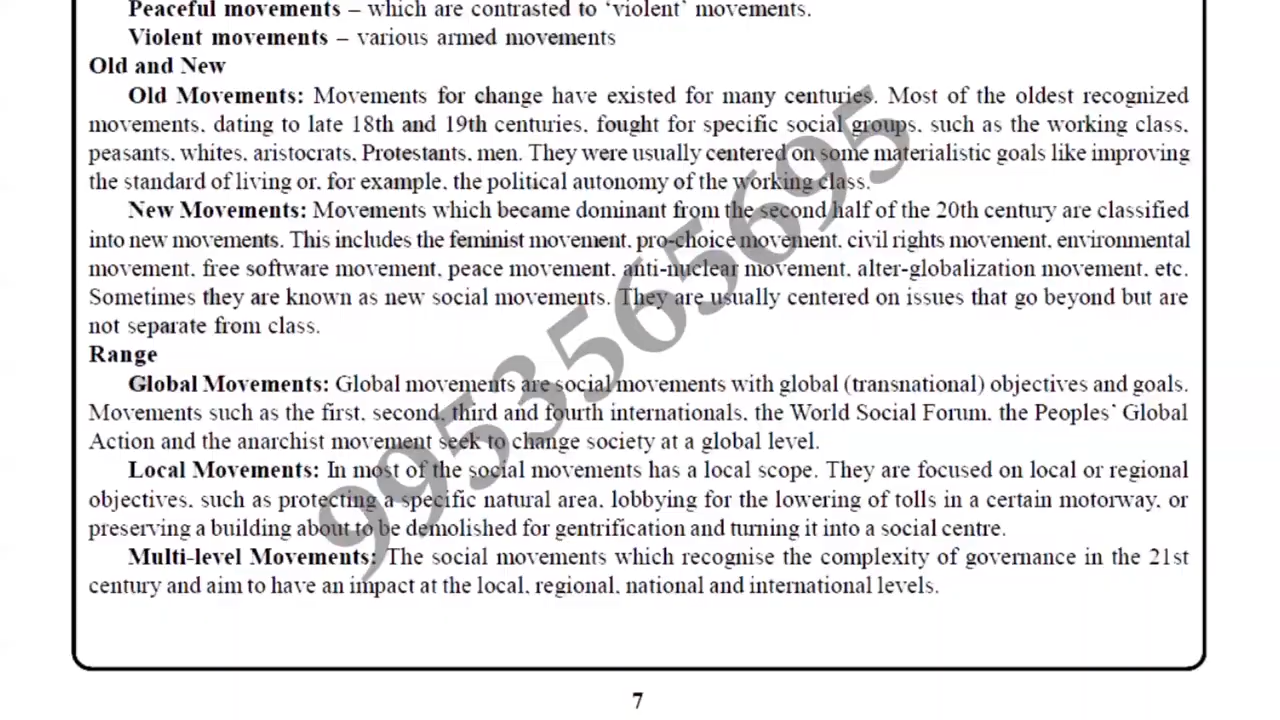 Peaceful movements – which are contrasted to ‘violent’ movements.
Violent movements – various armed movements
Old and New
Old Movements: Movements for change have existed for many centuries. Most of the oldest recognized
movements, dating to late 18th and 19th centuries, fought for specific social groups, such as the working class,
peasants, whites, aristocrats, Protestants, men. They were usually centered on some materialistic goals like improving
the standard of living or, for example, the political autonomy of the working class.
New Movements: Movements which became dominant from the second half of the 20th century are classified
into new movements. This includes the feminist movement, pro-choice movement, civil rights movement, environmental
movement, free software movement, peace movement, anti-nuclear movement, alter-globalization movement, etc.
Sometimes they are known as new social movements. They are usually centered on issues that go beyond but are
not separate from class.
Range
Global Movements: Global movements are social movements with global (transnational) objectives and goals.
Movements such as the first, second, third and fourth internationals, the World Social Forum, the Peoples’ Global
Action and the anarchist movement seek to change society at a global level.
Local Movements: In most of the social movements has a local scope. They are focused on local or regional
objectives, such as protecting a specific natural area, lobbying for the lowering of tolls in a certain motorway, or
preserving a building about to be demolished for gentrification and turning it into a social centre.
Multi-level Movements: The social movements which recognise the complexity of governance in the 21st
century and aim to have an impact at the local, regional, national and international levels.
7
9953565695